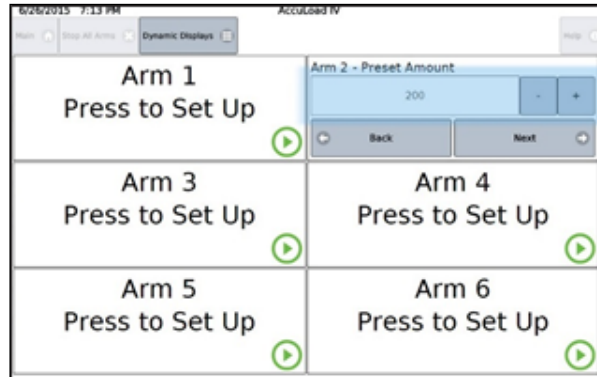 6/26/2015 7:13 PM AccuLoad IV
Main Stop All Arms Dynamic Displays Help
Arm 1
Press to Set Up
Arm 2 - Preset Amount
200 - +
Back Next
Arm 3
Press to Set Up
Arm 4
Press to Set Up
Arm 5
Press to Set Up
Arm 6
Press to Set Up